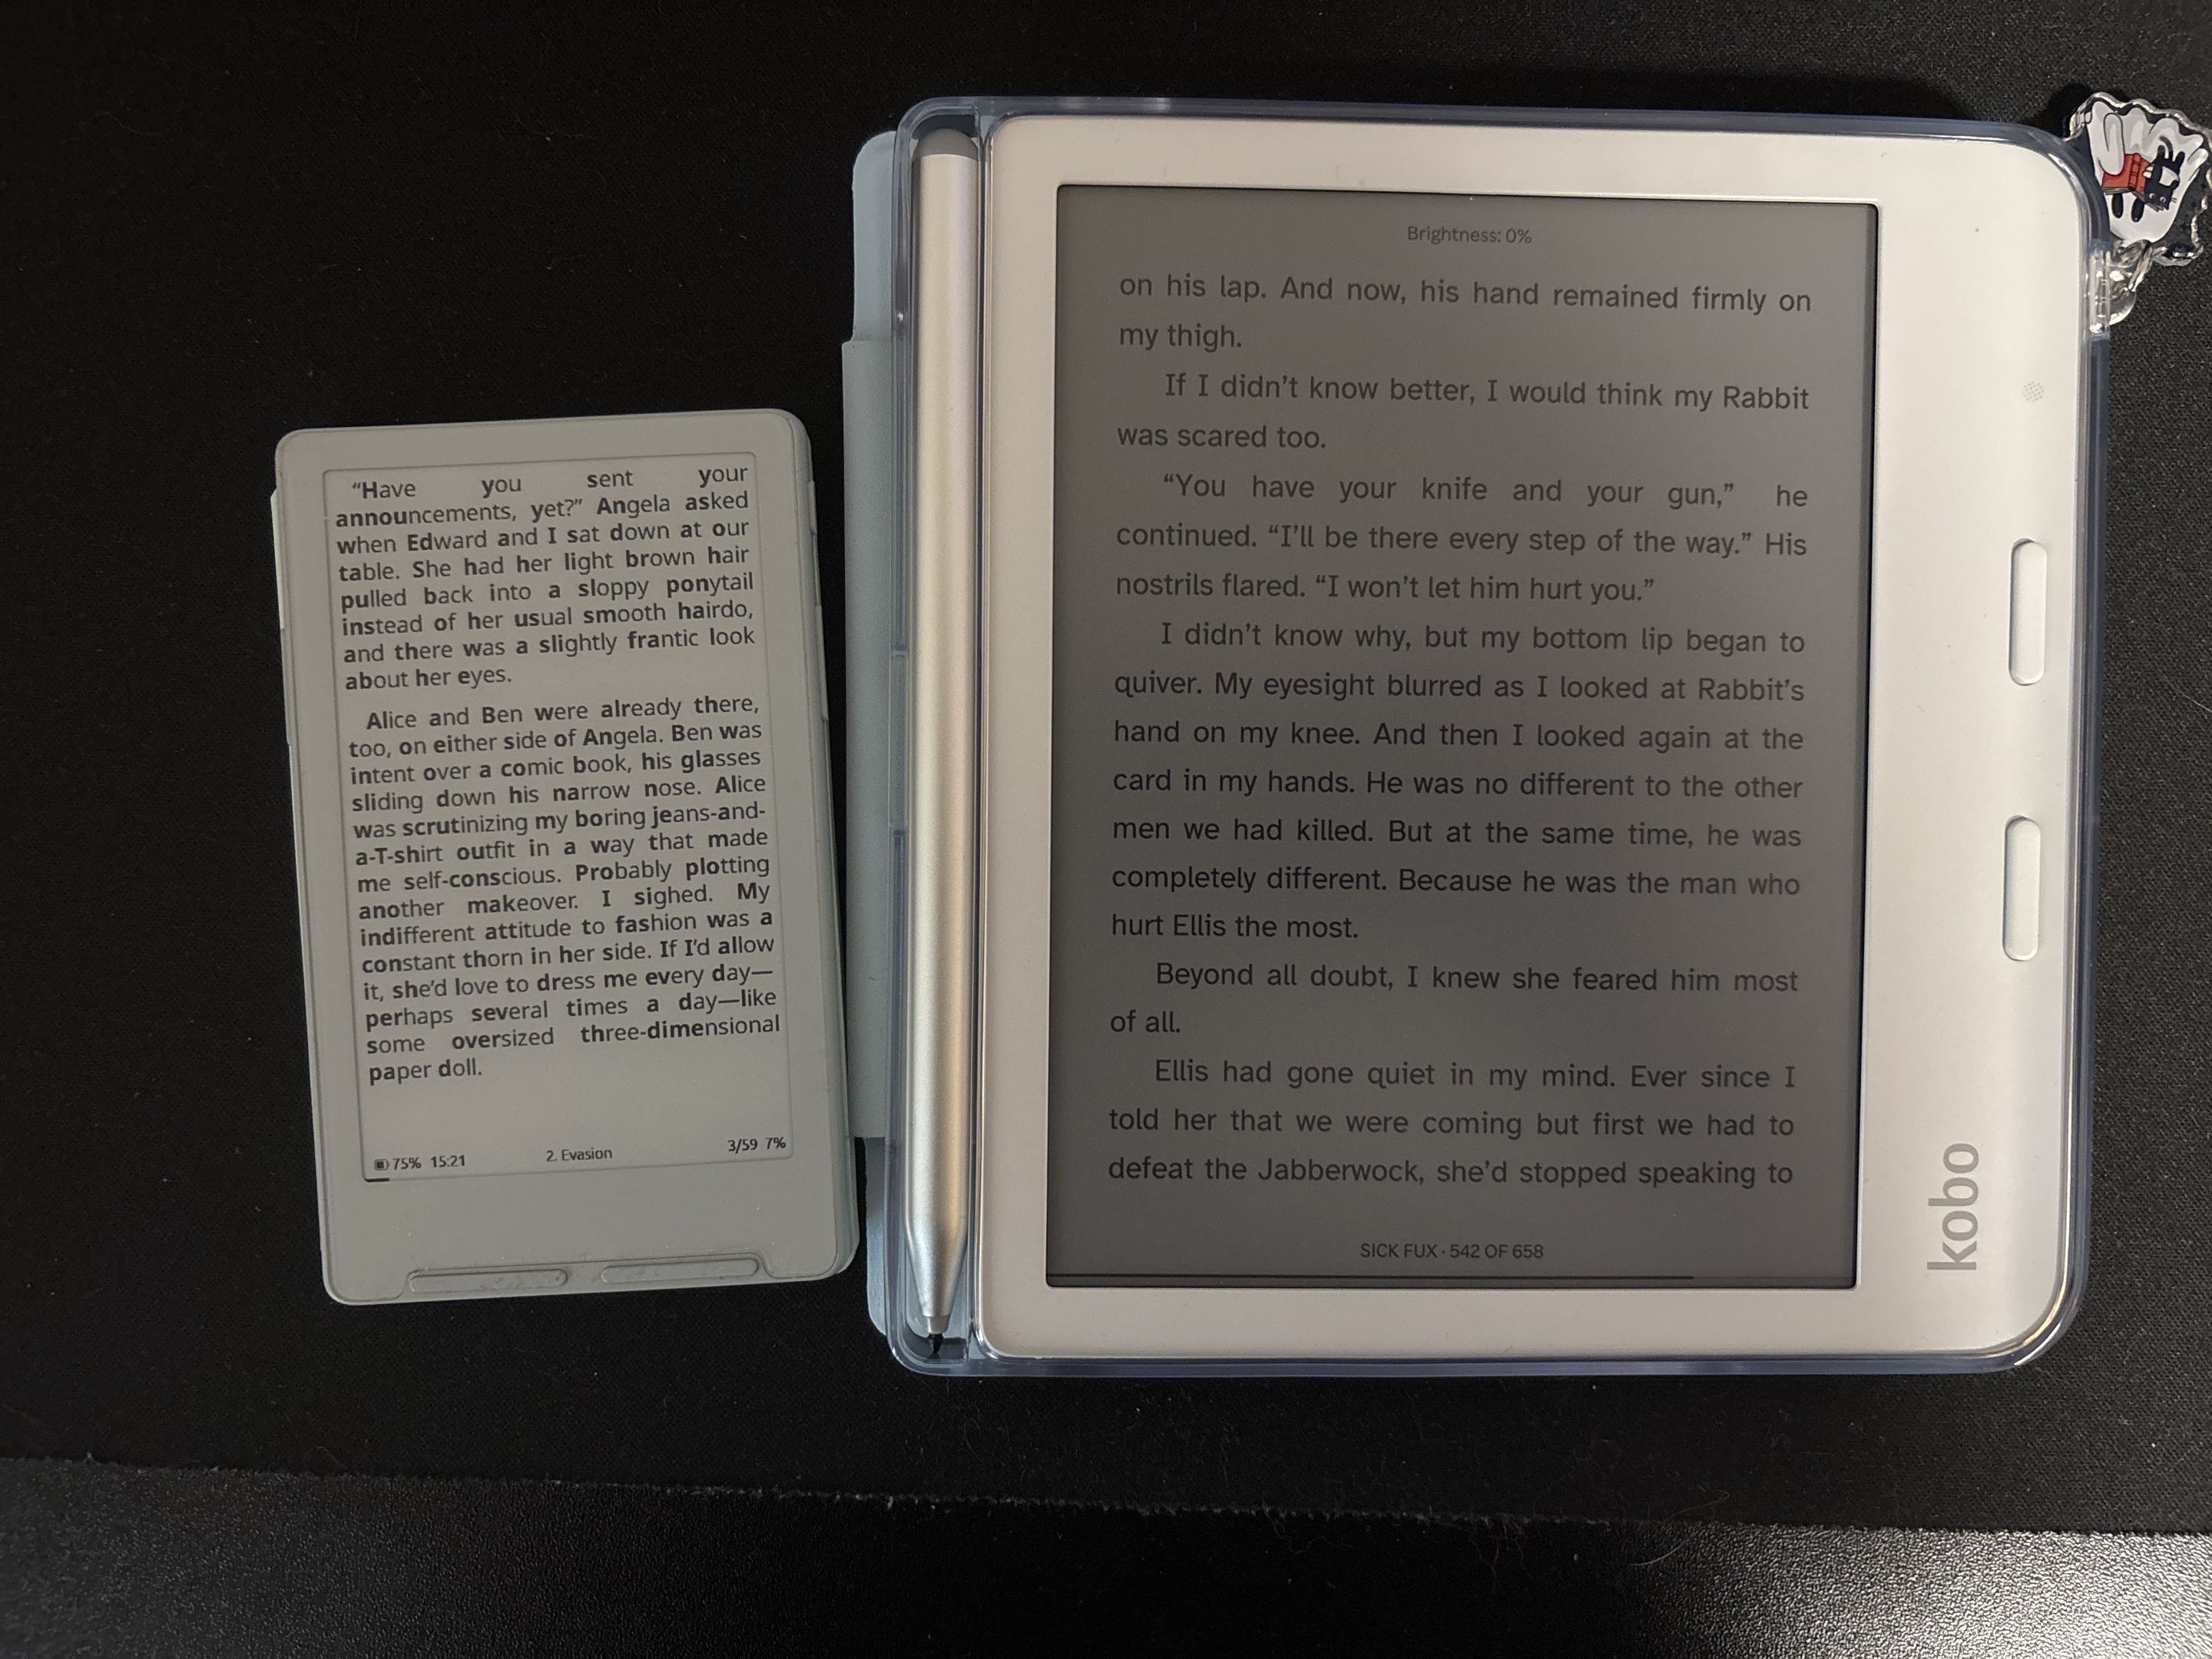 “Have you sent your
announcements, yet?” Angela asked
when Edward and I sat down at our
table. She had her light brown hair
pulled back into a sloppy ponytail
instead of her usual smooth hairdo,
and there was a slightly frantic look
about her eyes.
Alice and Ben were already there,
too, on either side of Angela. Ben was
intent over a comic book, his glasses
sliding down his narrow nose. Alice
was scrutinizing my boring jeans-and-
a-T-shirt outfit in a way that made
me self-conscious. Probably plotting
another makeover. I sighed. My
indifferent attitude to fashion was a
constant thorn in her side. If I’d allow
it, she’d love to dress me every day—
perhaps several times a day—like
some oversized three-dimensional
paper doll.
75% 15:21 2. Evasion 3/59 7%
Brightness: 0%
on his lap. And now, his hand remained firmly on
my thigh.
If I didn’t know better, I would think my Rabbit
was scared too.
“You have your knife and your gun,” he
continued. “I’ll be there every step of the way.” His
nostrils flared. “I won’t let him hurt you.”
I didn’t know why, but my bottom lip began to
quiver. My eyesight blurred as I looked at Rabbit’s
hand on my knee. And then I looked again at the
card in my hands. He was no different to the other
men we had killed. But at the same time, he was
completely different. Because he was the man who
hurt Ellis the most.
Beyond all doubt, I knew she feared him most
of all.
Ellis had gone quiet in my mind. Ever since I
told her that we were coming but first we had to
defeat the Jabberwock, she’d stopped speaking to
SICK FUX · 542 OF 658
kobo